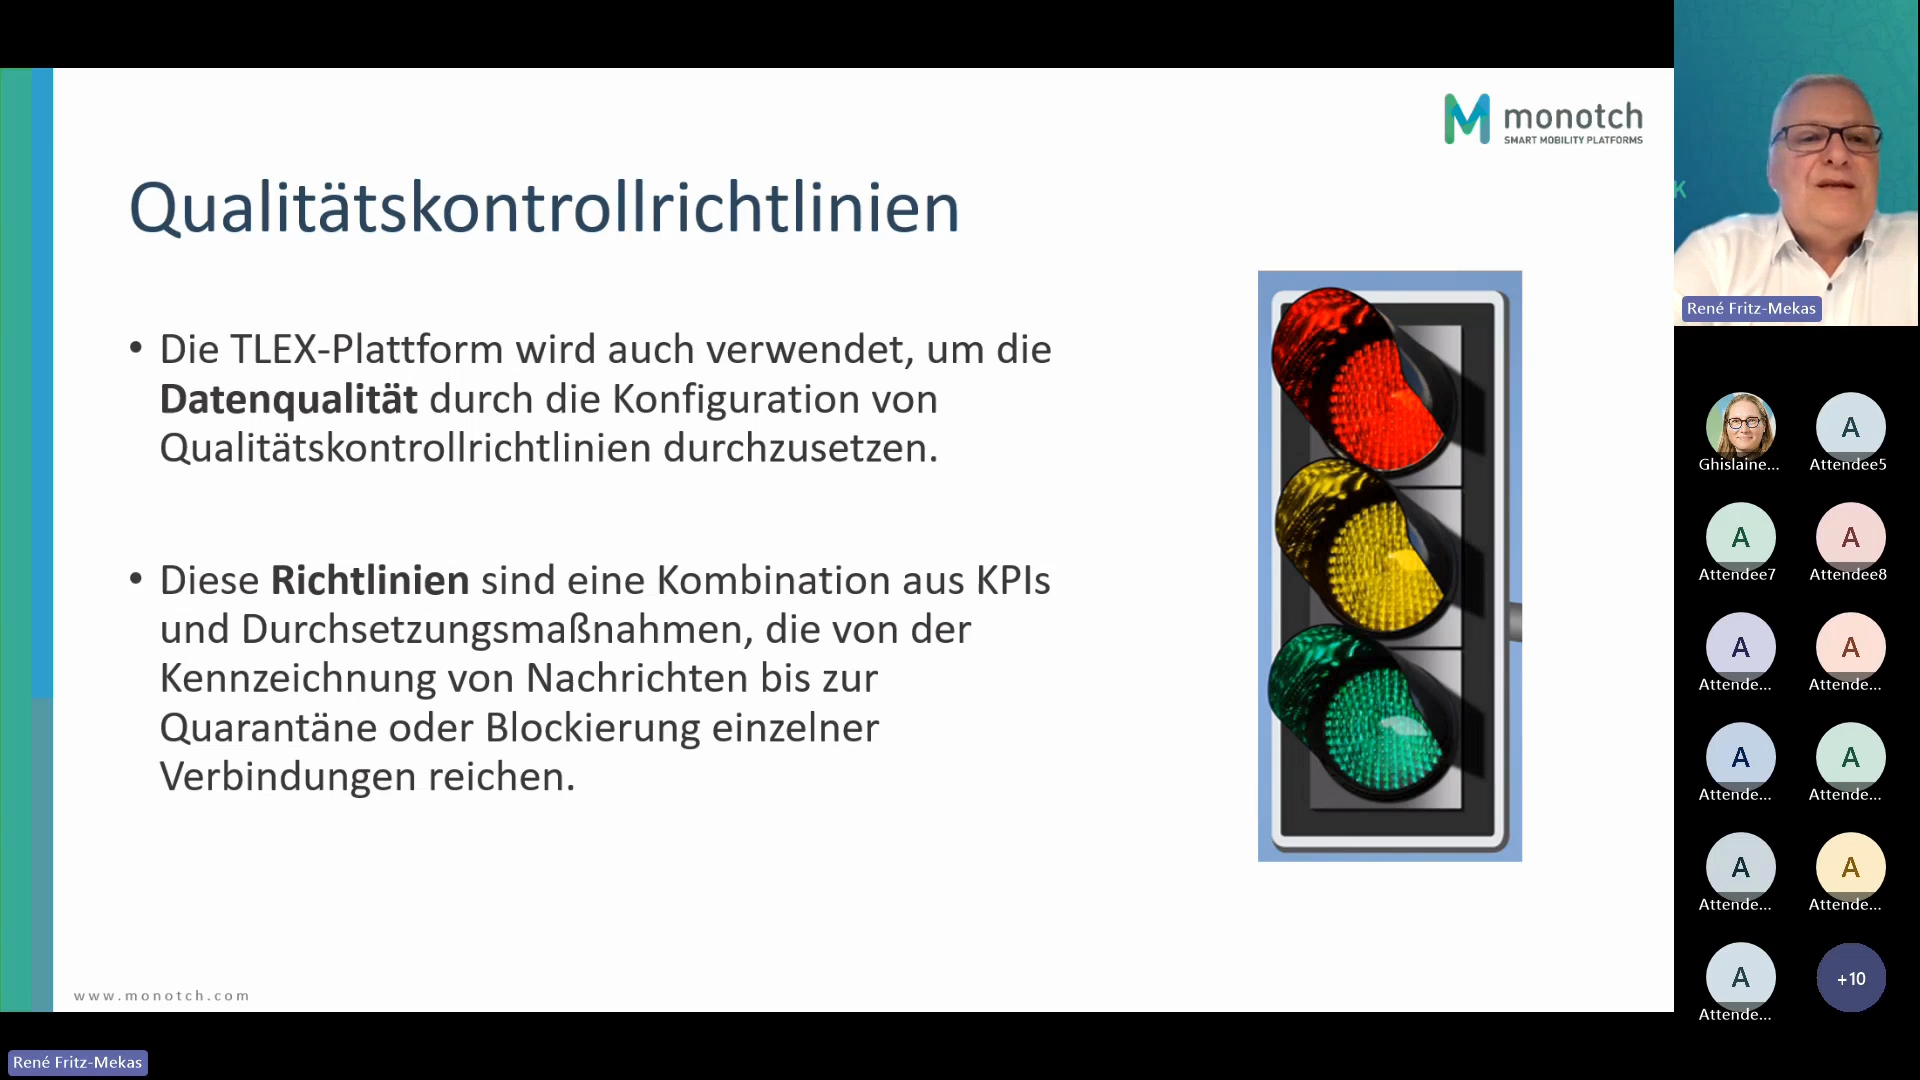 monotch
SMART MOBILITY PLATFORMS
Qualitätskontrollrichtlinien
• Die TLEX-Plattform wird auch verwendet, um die
Datenqualität durch die Konfiguration von
Qualitätskontrollrichtlinien durchzusetzen.
• Diese Richtlinien sind eine Kombination aus KPIs
und Durchsetzungsmaßnahmen, die von der
Kennzeichnung von Nachrichten bis zur
Quarantäne oder Blockierung einzelner
Verbindungen reichen.
www.monotch.com
René Fritz-Mekas
K
René Fritz-Mekas
Ghislaine...
A
Attendee5
A
Attendee7
A
Attendee8
A
Attende...
A
Attende...
A
Attende...
A
Attende...
A
Attende...
A
Attende...
A
Attende...
+10